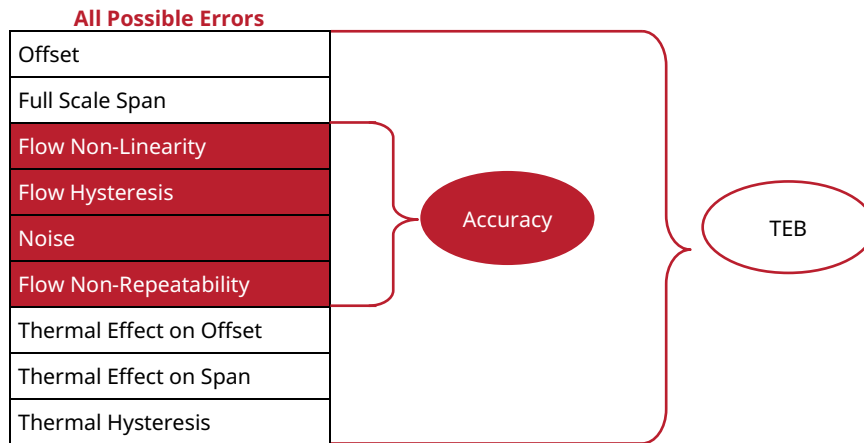 All Possible Errors
Offset
Full Scale Span
Flow Non-Linearity
Flow Hysteresis
Noise
Flow Non-Repeatability
Thermal Effect on Offset
Thermal Effect on Span
Thermal Hysteresis
Accuracy
TEB